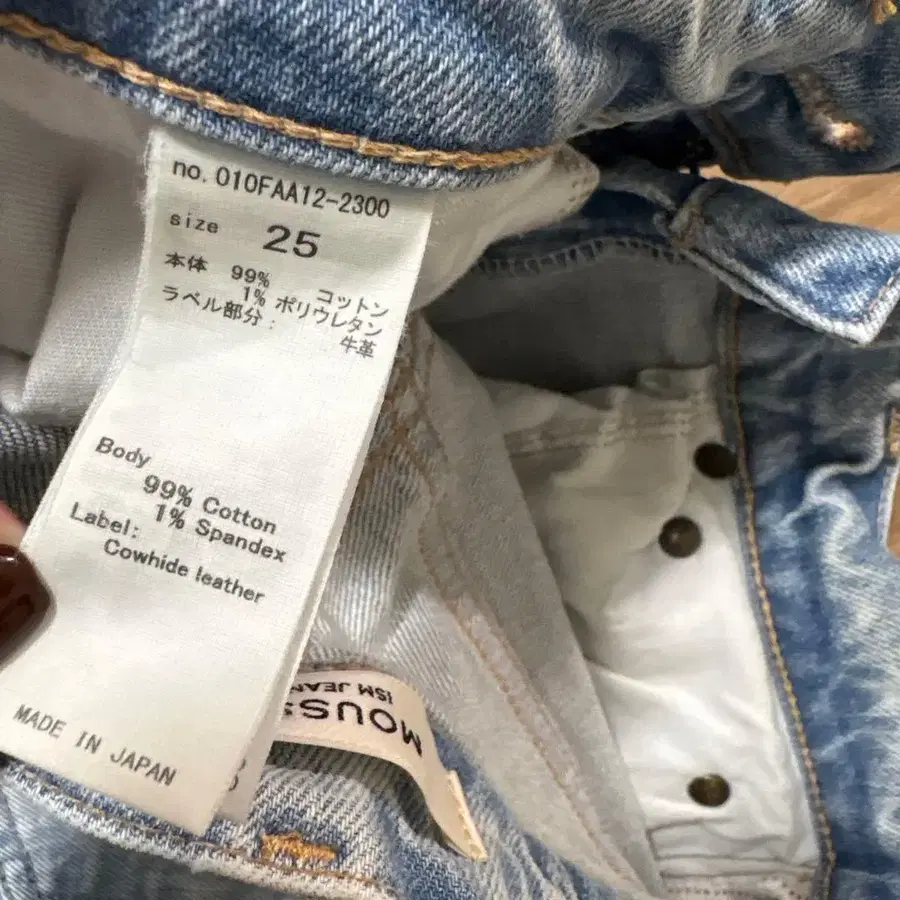 no. 010FAA12-2300
size 25
本体 99% コットン
1% ポリウレタン
ラベル部分:
牛革
Body
99% Cotton
1% Spandex
Label:
Cowhide leather
MADE IN JAPAN
MOUS
ISM JEAN